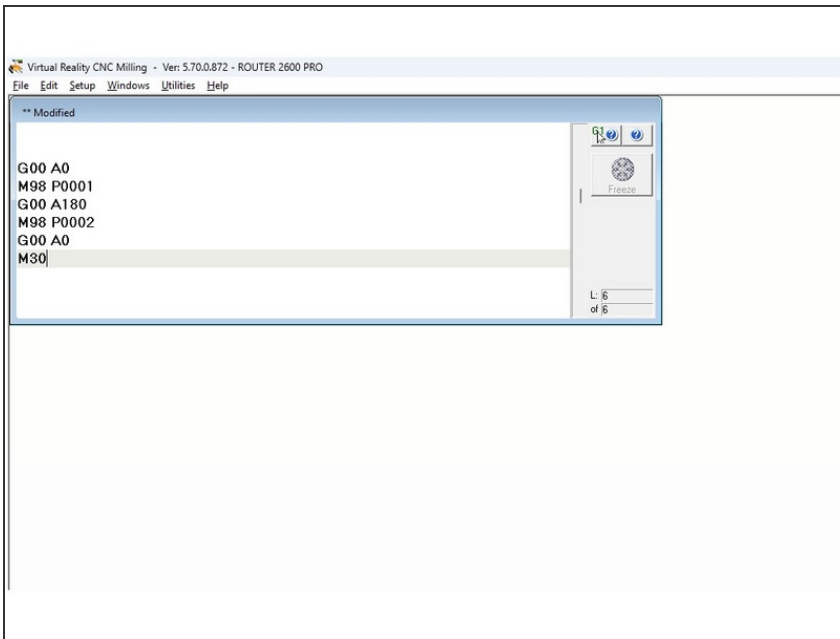 Virtual Reality CNC Milling - Ver: 5.70.0.872 - ROUTER 2600 PRO
File Edit Setup Windows Utilities Help
** Modified
G00 A0
M98 P0001
G00 A180
M98 P0002
G00 A0
M30
G1
Freeze
L: 6
of 6